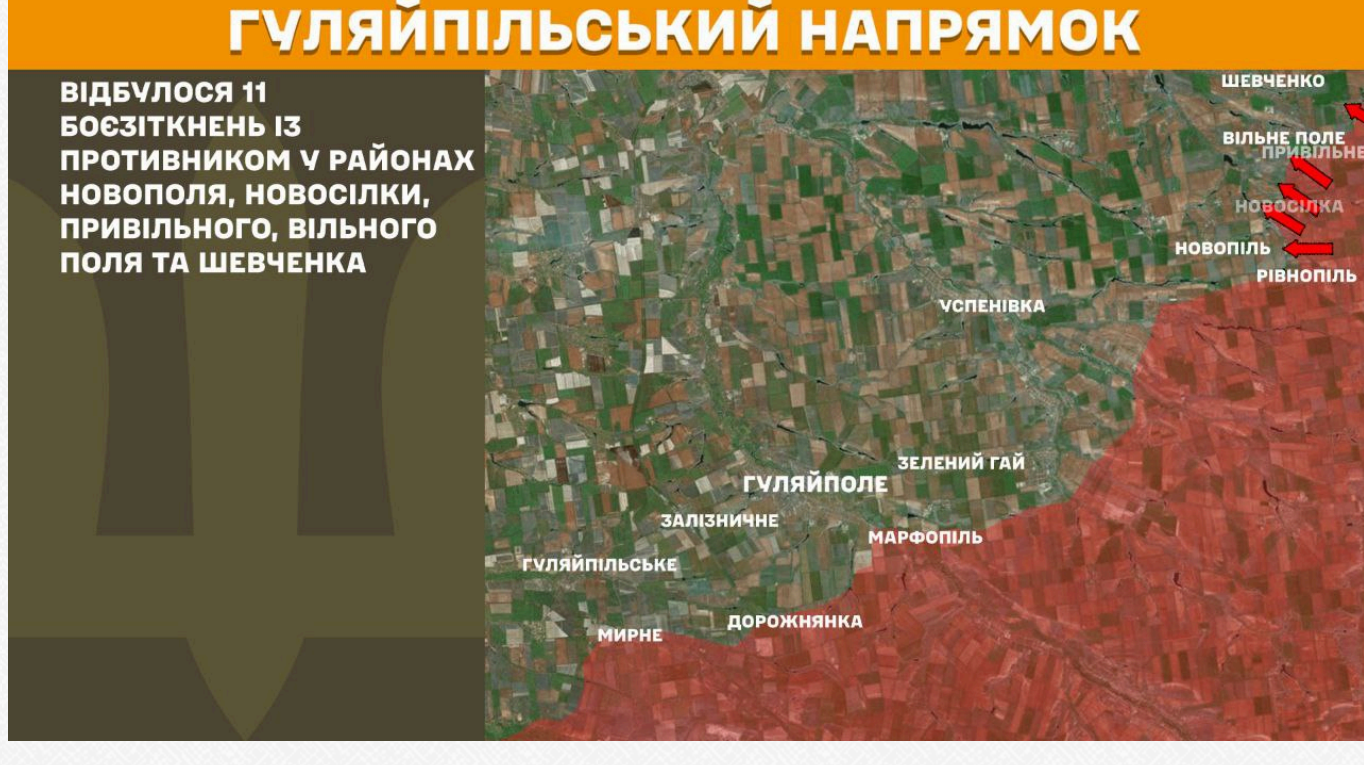 ГУЛЯЙПІЛЬСЬКИЙ НАПРЯМОК
ВІДБУЛОСЯ 11
БОЄЗІТКНЕНЬ ІЗ
ПРОТИВНИКОМ У РАЙОНАХ
НОВОПОЛЯ, НОВОСІЛКИ,
ПРИВІЛЬНОГО, ВІЛЬНОГО
ПОЛЯ ТА ШЕВЧЕНКА
ШЕВЧЕНКО
ВІЛЬНЕ ПОЛЕ
ПРИВІЛЬНЕ
НОВОСІЛКА
НОВОПІЛЬ
РІВНОПІЛЬ
УСПЕНІВКА
ЗЕЛЕНИЙ ГАЙ
ГУЛЯЙПОЛЕ
ЗАЛІЗНИЧНЕ
МАРФОПІЛЬ
ГУЛЯЙПІЛЬСЬКЕ
ДОРОЖНЯНКА
МИРНЕ